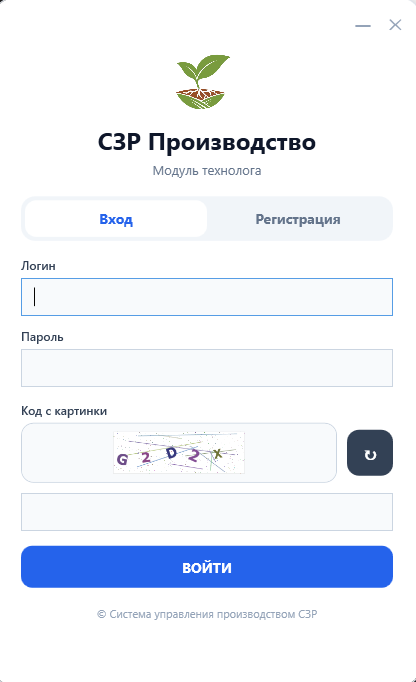 СЗР Производство
Модуль технолога
Вход
Регистрация
Логин
Пароль
Код с картинки
G 2 D 2 X
↻
ВОЙТИ
© Система управления производством СЗР